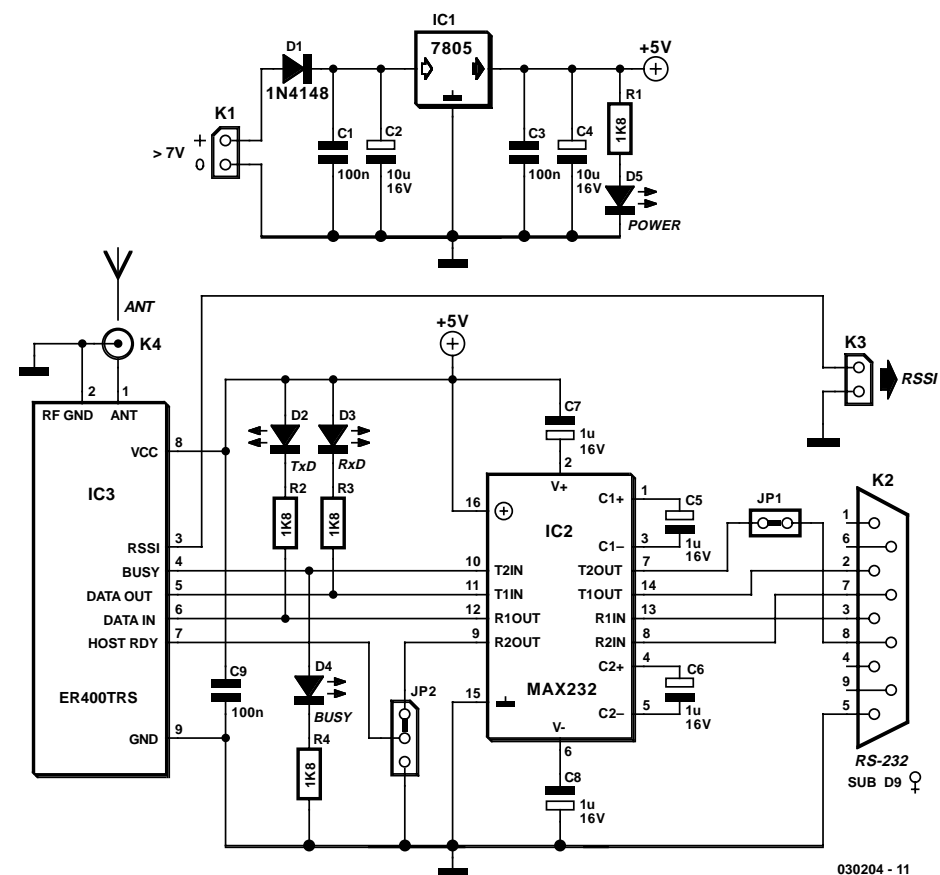 IC1
D1
7805
+5V
1N4148
K1
R1
1K8
+
> 7V
0
C1
100n
C2
10u
16V
C3
100n
C4
10u
16V
D5
POWER
ANT
K4
+5V
K3
RSSI
2
1
RF GND
ANT
8
VCC
IC3
3
RSSI
4
BUSY
5
DATA OUT
6
DATA IN
7
HOST RDY
ER400TRS
9
GND
D2
TxD
D3
RxD
R2
1K8
R3
1K8
C7
1u
16V
2
V+
16
IC2
C1+
1
C5
1u
16V
C1–
3
10
T2IN
T2OUT
7
11
T1IN
T1OUT
14
12
R1OUT
R1IN
13
9
R2OUT
R2IN
8
C2+
4
C6
1u
16V
15
MAX232
C2–
5
V-
6
C8
1u
16V
C9
100n
D4
BUSY
R4
1K8
JP2
JP1
K2
1
6
2
7
3
8
4
9
5
RS-232
SUB D9 ♀
030204 - 11